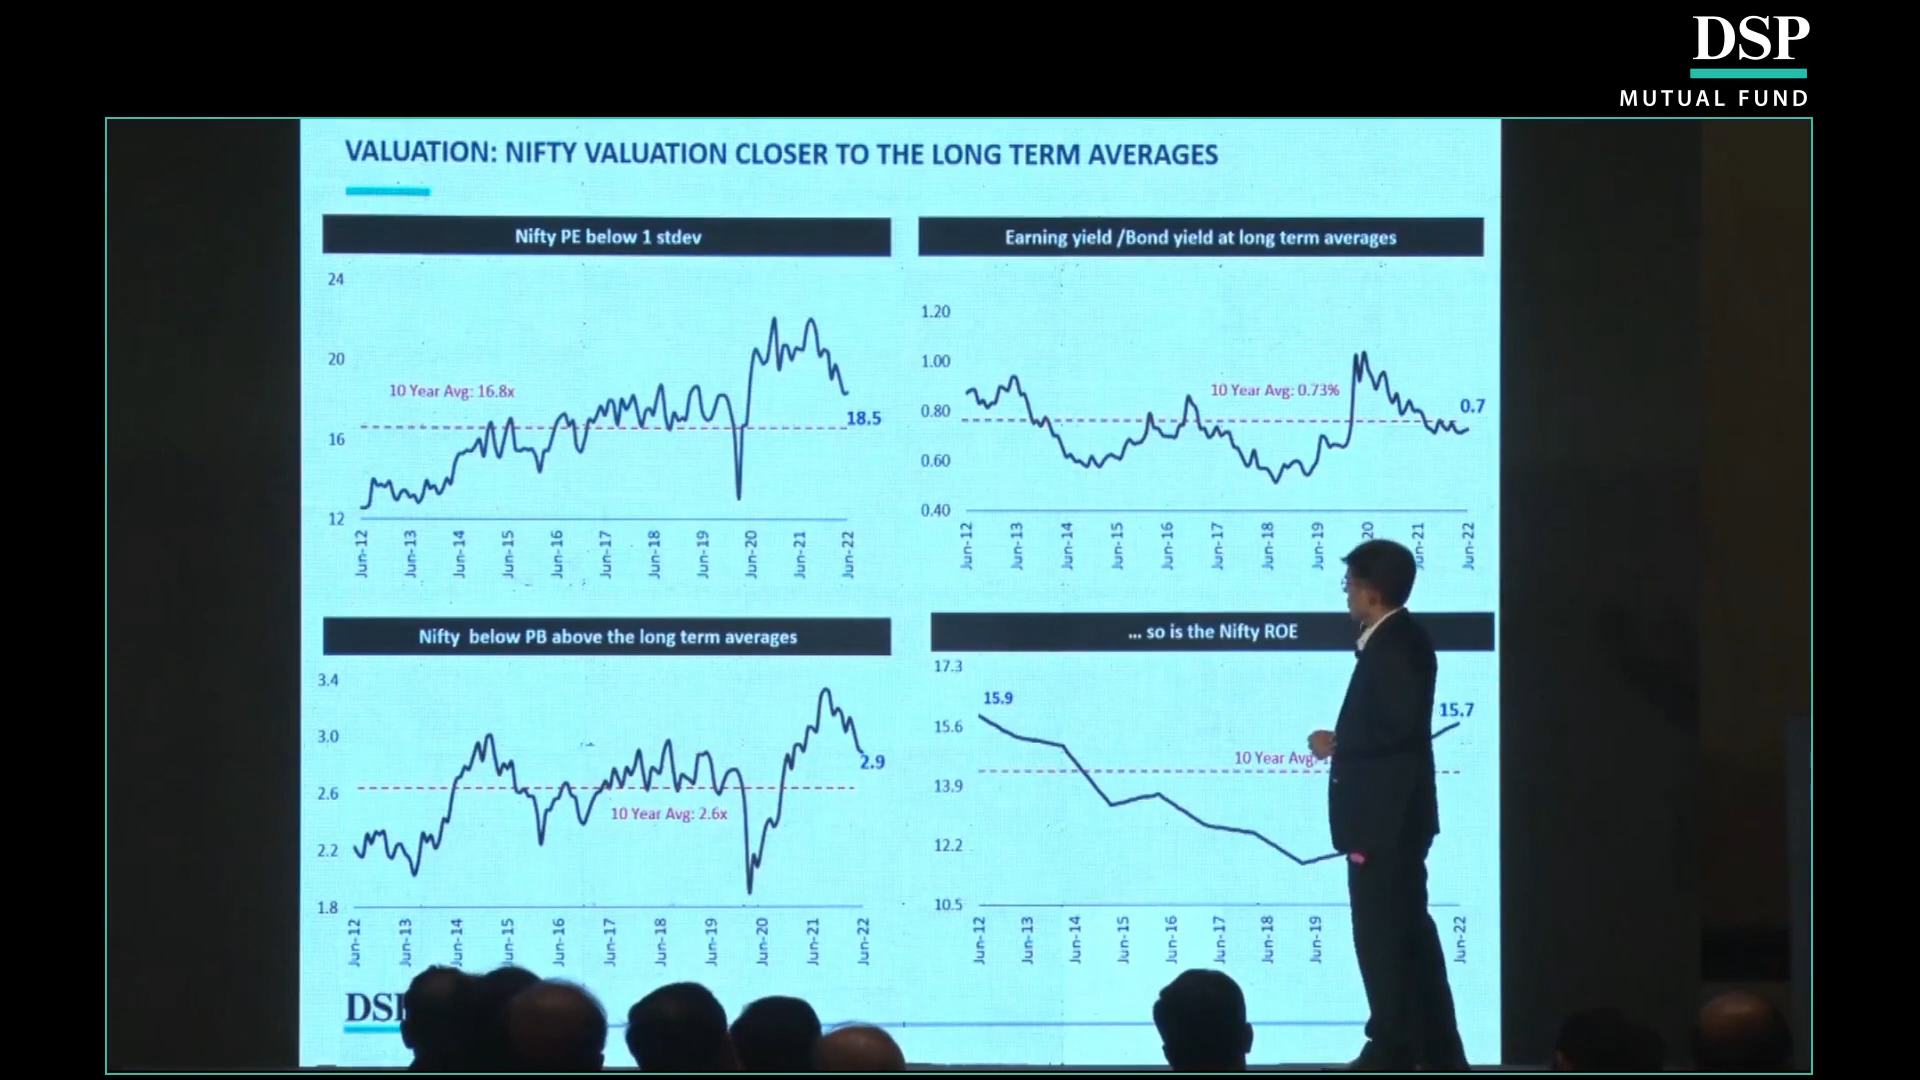 DSP
MUTUAL FUND
VALUATION: NIFTY VALUATION CLOSER TO THE LONG TERM AVERAGES
Nifty PE below 1 stdev
24
20
16
12
10 Year Avg: 16.8x
18.5
Jun-12
Jun-13
Jun-14
Jun-15
Jun-16
Jun-17
Jun-18
Jun-19
Jun-20
Jun-21
Jun-22
Earning yield /Bond yield at long term averages
1.20
1.00
0.80
0.60
0.40
10 Year Avg: 0.73%
0.7
Jun-12
Jun-13
Jun-14
Jun-15
Jun-16
Jun-17
Jun-18
Jun-19
20
Jun-21
Jun-22
Nifty below PB above the long term averages
3.4
3.0
2.6
2.2
1.8
10 Year Avg: 2.6x
2.9
Jun-12
Jun-13
Jun-14
Jun-15
Jun-16
Jun-17
Jun-18
Jun-19
Jun-20
Jun-21
Jun-22
... so is the Nifty ROE
17.3
15.6
13.9
12.2
10.5
15.9
10 Year Avg:
15.7
Jun-12
Jun-13
Jun-14
Jun-15
Jun-16
Jun-17
Jun-18
Jun-19
Jun-22
DSP